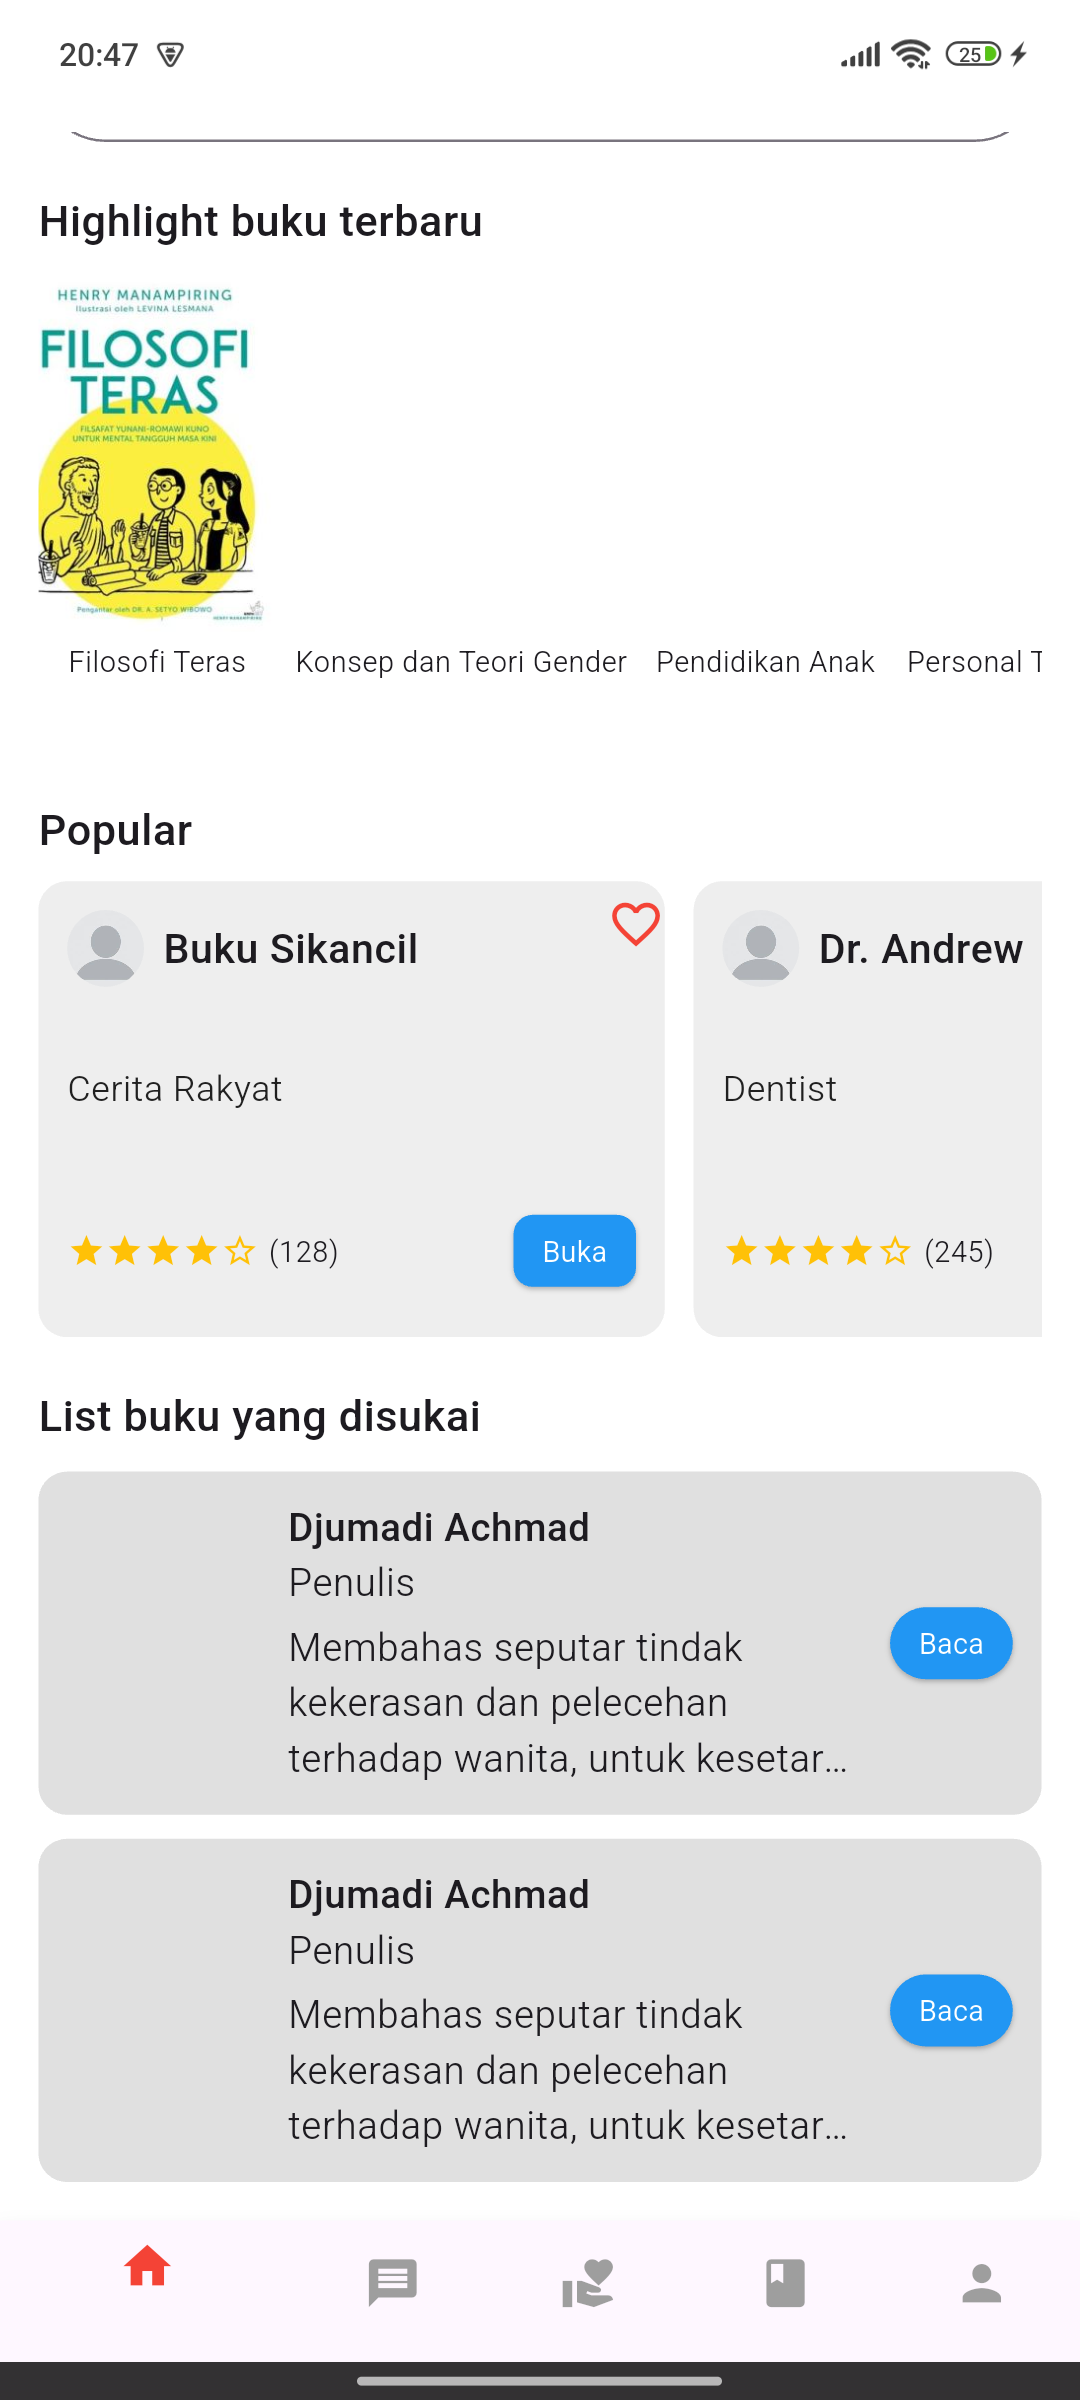 20:47
25
Highlight buku terbaru
HENRY MANAMPIRING
Ilustrasi oleh LEVINA LESMANA
FILOSOFI
TERAS
FILSAFAT YUNANI-ROMAWI KUNO
UNTUK MENTAL TANGGUH MASA KINI
Pengantar oleh DR. A. SETYO WIBOWO
HENRY MANAMPIRING
Filosofi Teras
Konsep dan Teori Gender
Pendidikan Anak
Personal T
Popular
Buku Sikancil
Cerita Rakyat
(128)
Buka
Dr. Andrew
Dentist
(245)
List buku yang disukai
Djumadi Achmad
Penulis
Membahas seputar tindak
kekerasan dan pelecehan
terhadap wanita, untuk kesetar...
Baca
Djumadi Achmad
Penulis
Membahas seputar tindak
kekerasan dan pelecehan
terhadap wanita, untuk kesetar...
Baca